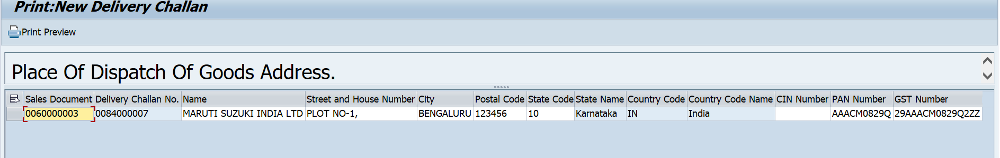 Print:New Delivery Challan
Print Preview
Place Of Dispatch Of Goods Address.
Sales Document Delivery Challan No. Name Street and House Number City Postal Code State Code State Name Country Code Country Code Name CIN Number PAN Number GST Number
0060000003 0084000007 MARUTI SUZUKI INDIA LTD PLOT NO-1, BENGALURU 123456 10 Karnataka IN India AAACM0829Q 29AAACM0829Q2ZZ